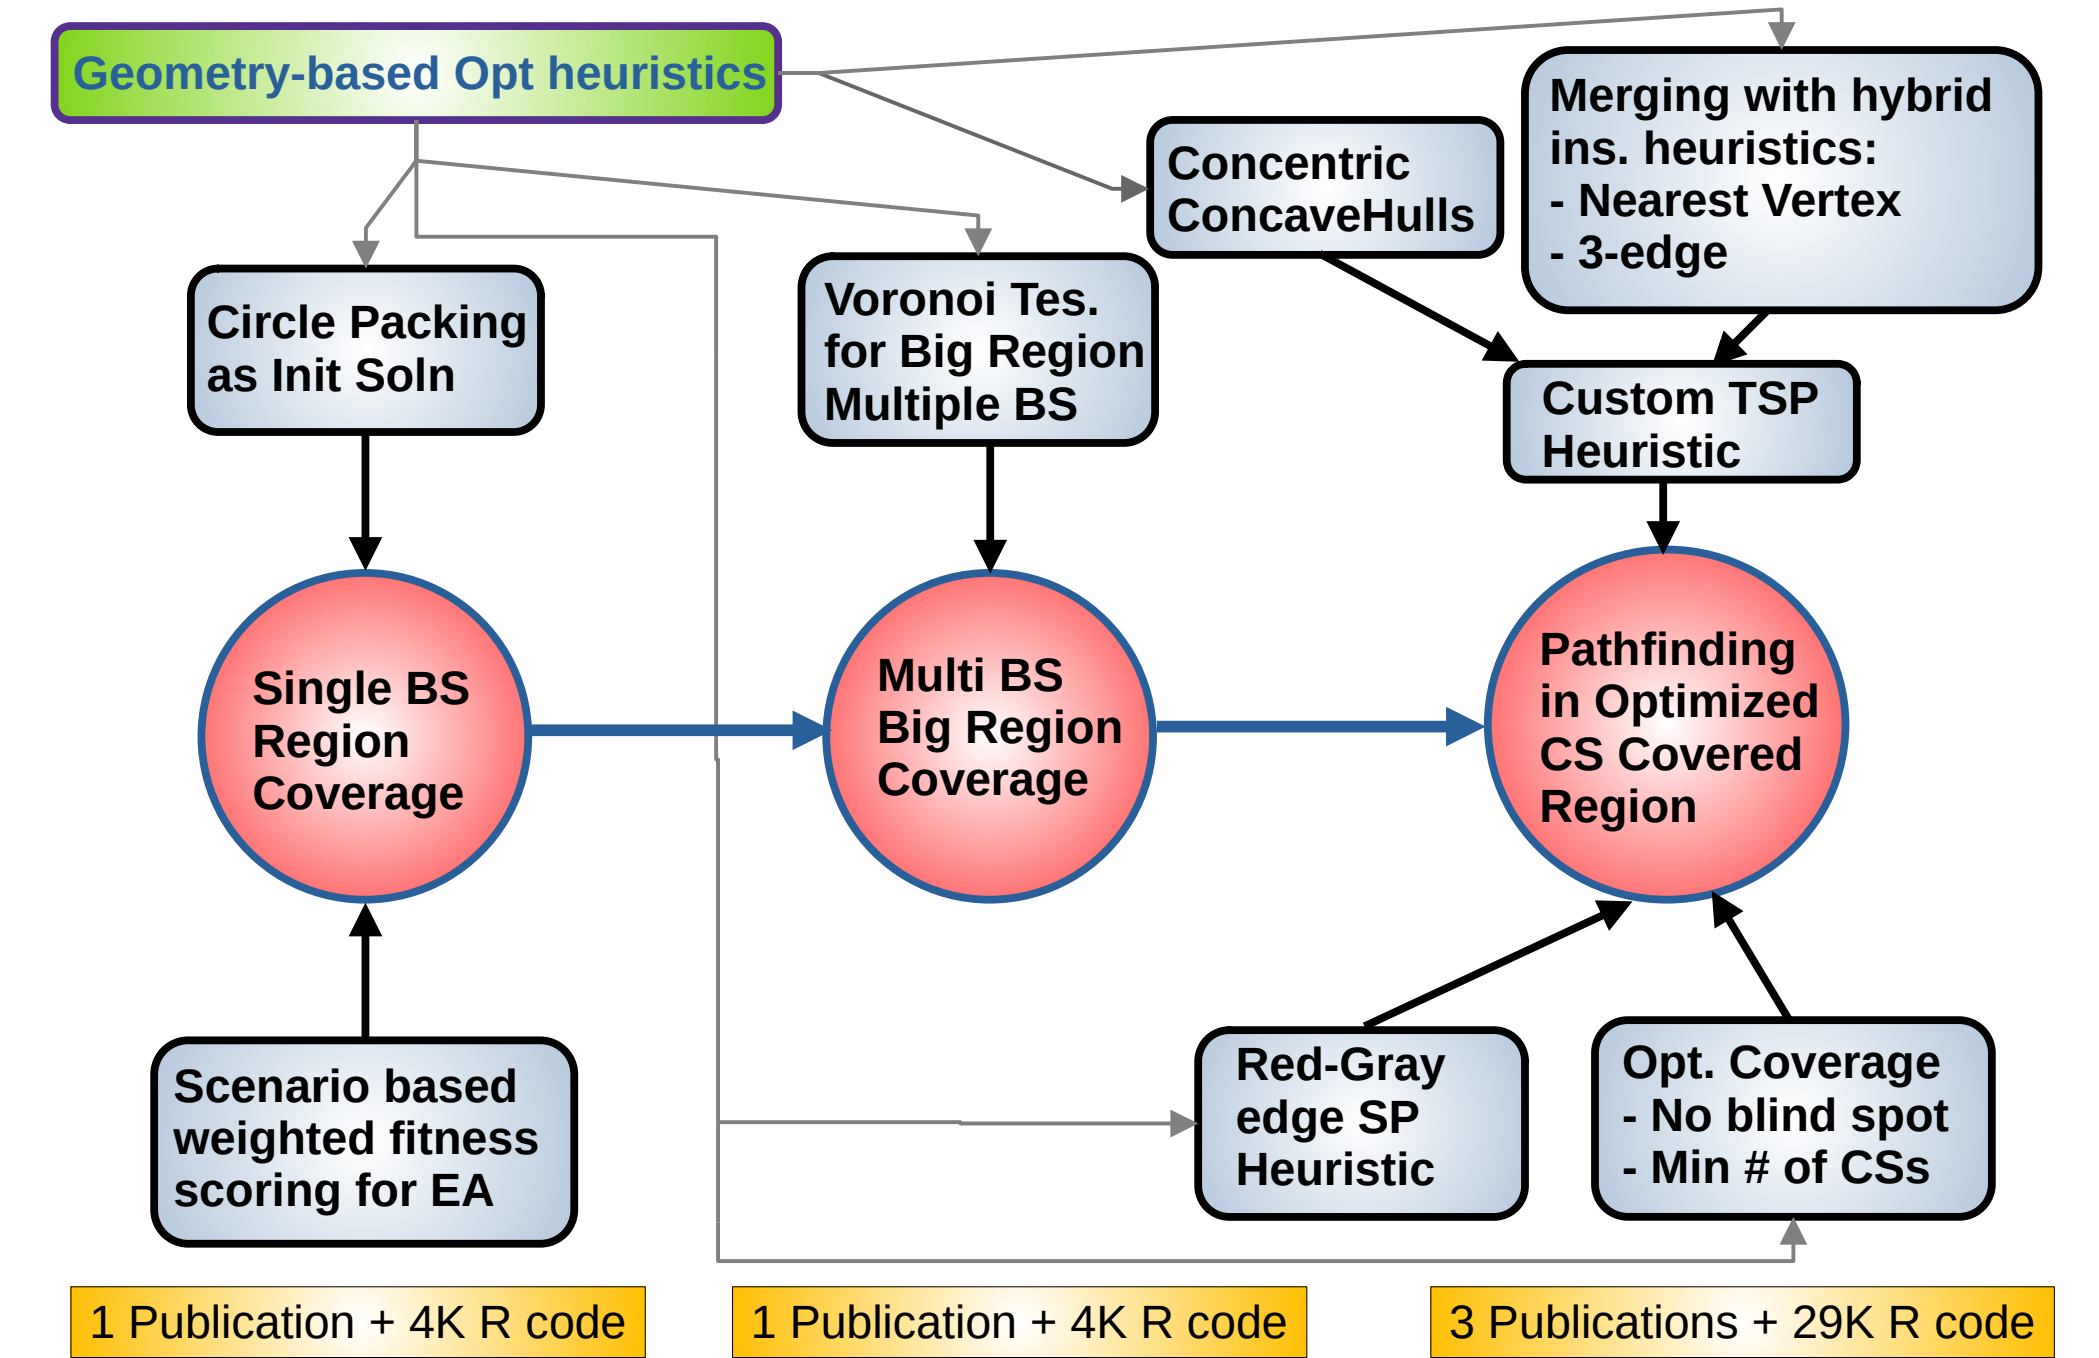 Geometry-based Opt heuristics
Merging with hybrid
ins. heuristics:
- Nearest Vertex
- 3-edge
Concentric
ConcaveHulls
Circle Packing
as Init Soln
Voronoi Tes.
for Big Region
Multiple BS
Custom TSP
Heuristic
Single BS
Region
Coverage
Multi BS
Big Region
Coverage
Pathfinding
in Optimized
CS Covered
Region
Scenario based
weighted fitness
scoring for EA
Red-Gray
edge SP
Heuristic
Opt. Coverage
- No blind spot
- Min # of CSs
1 Publication + 4K R code
1 Publication + 4K R code
3 Publications + 29K R code